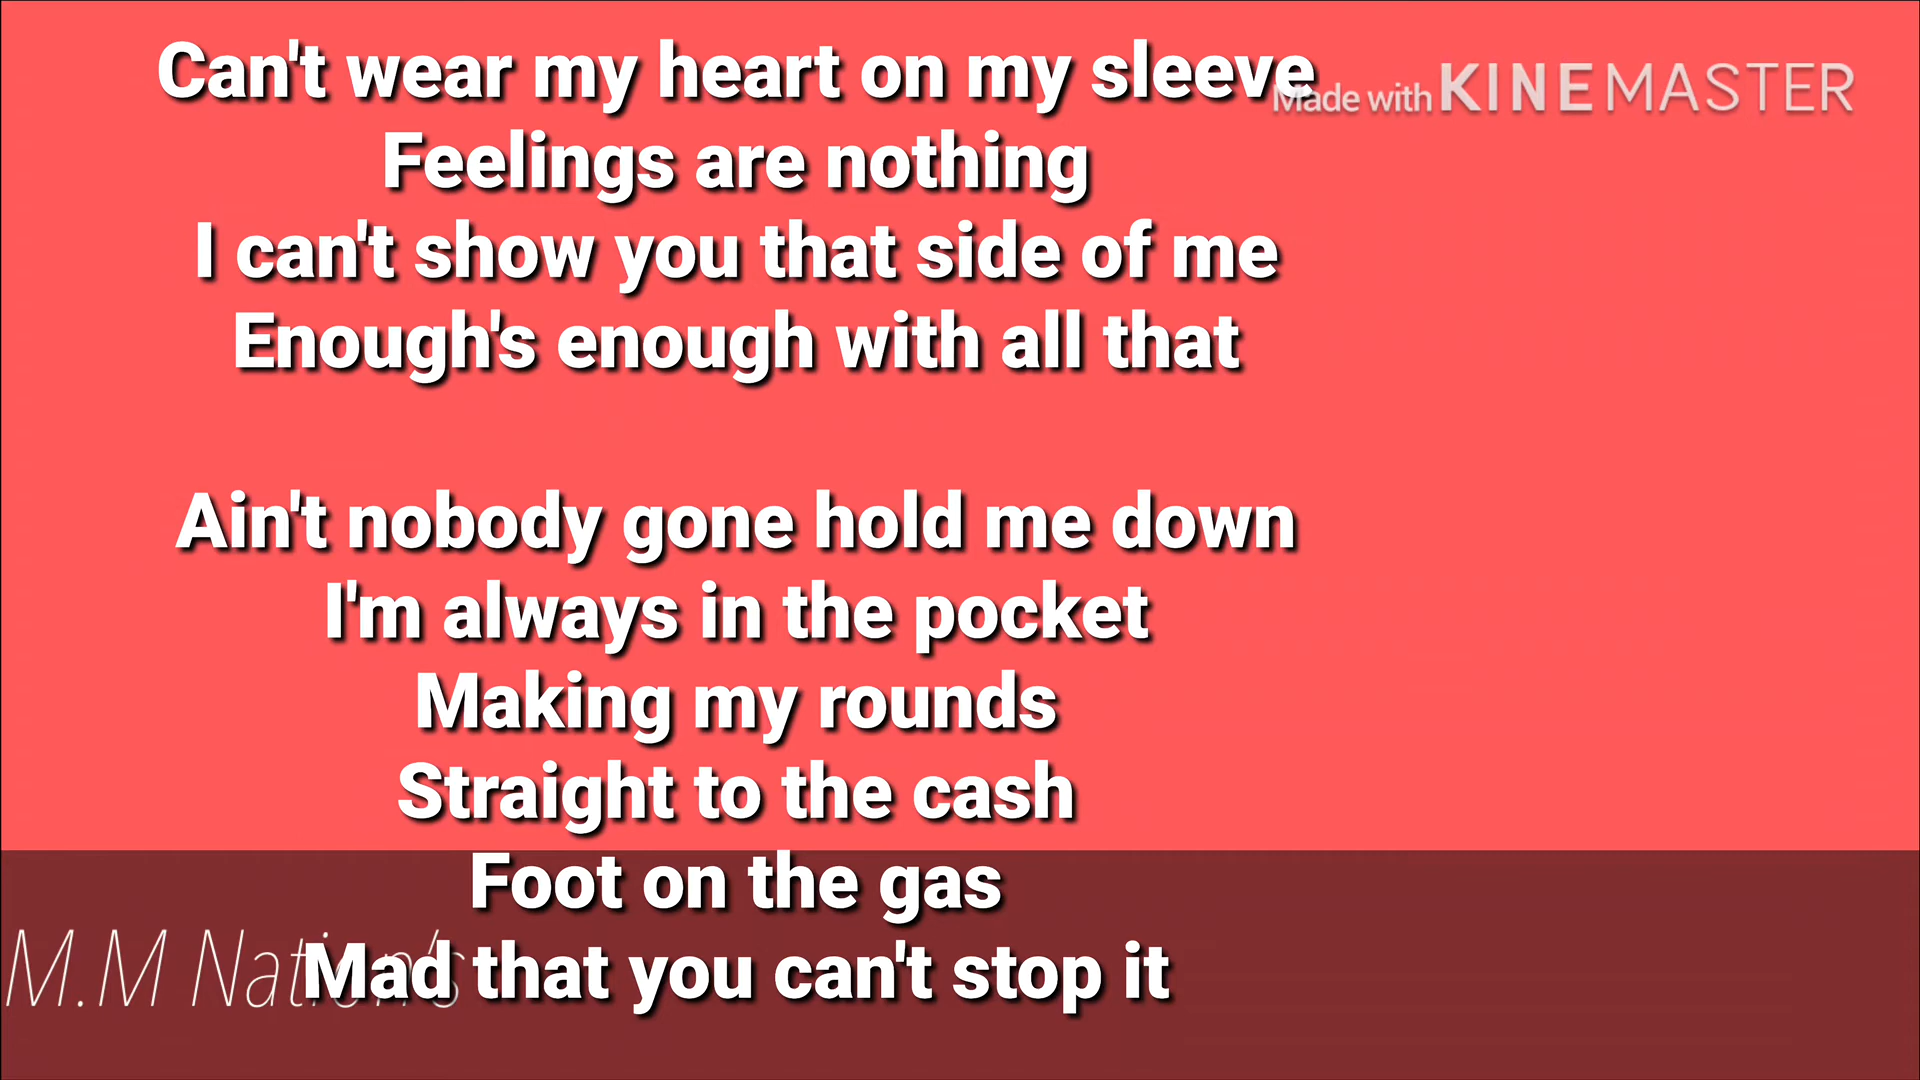 Can't wear my heart on my sleeve
Made with KINEMASTER
Feelings are nothing
I can't show you that side of me
Enough's enough with all that
Ain't nobody gone hold me down
I'm always in the pocket
Making my rounds
Straight to the cash
Foot on the gas
M.M Nation's
Mad that you can't stop it